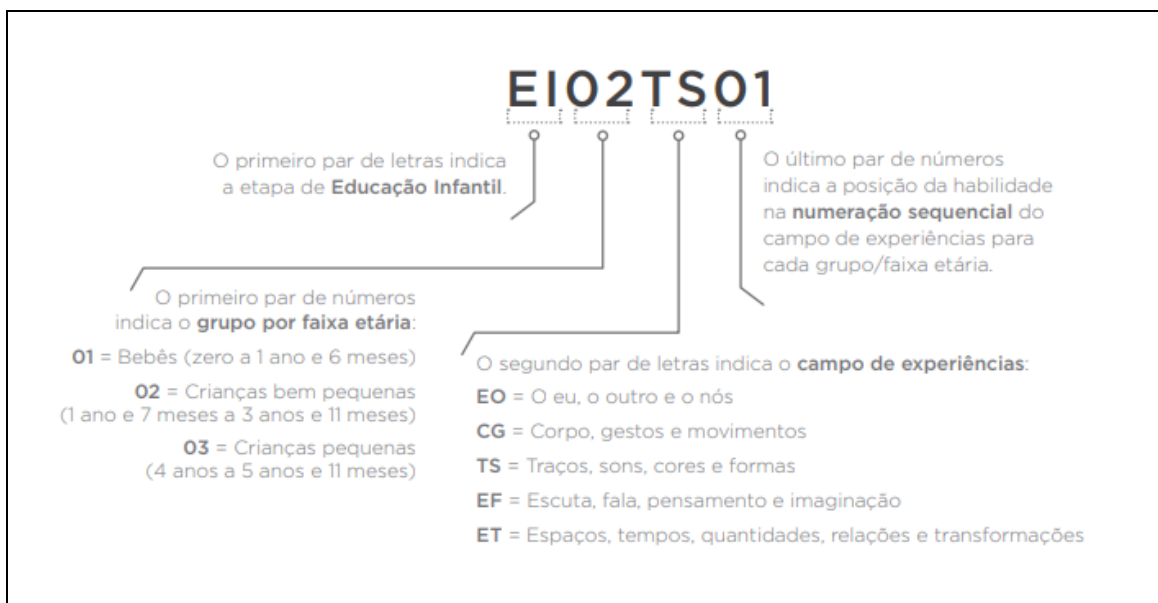 EI02TS01
O primeiro par de letras indica
a etapa de Educação Infantil.
O primeiro par de números
indica o grupo por faixa etária:
01 = Bebês (zero a 1 ano e 6 meses)
02 = Crianças bem pequenas
(1 ano e 7 meses a 3 anos e 11 meses)
03 = Crianças pequenas
(4 anos a 5 anos e 11 meses)
O último par de números
indica a posição da habilidade
na numeração sequencial do
campo de experiências para
cada grupo/faixa etária.
O segundo par de letras indica o campo de experiências:
EO = O eu, o outro e o nós
CG = Corpo, gestos e movimentos
TS = Traços, sons, cores e formas
EF = Escuta, fala, pensamento e imaginação
ET = Espaços, tempos, quantidades, relações e transformações